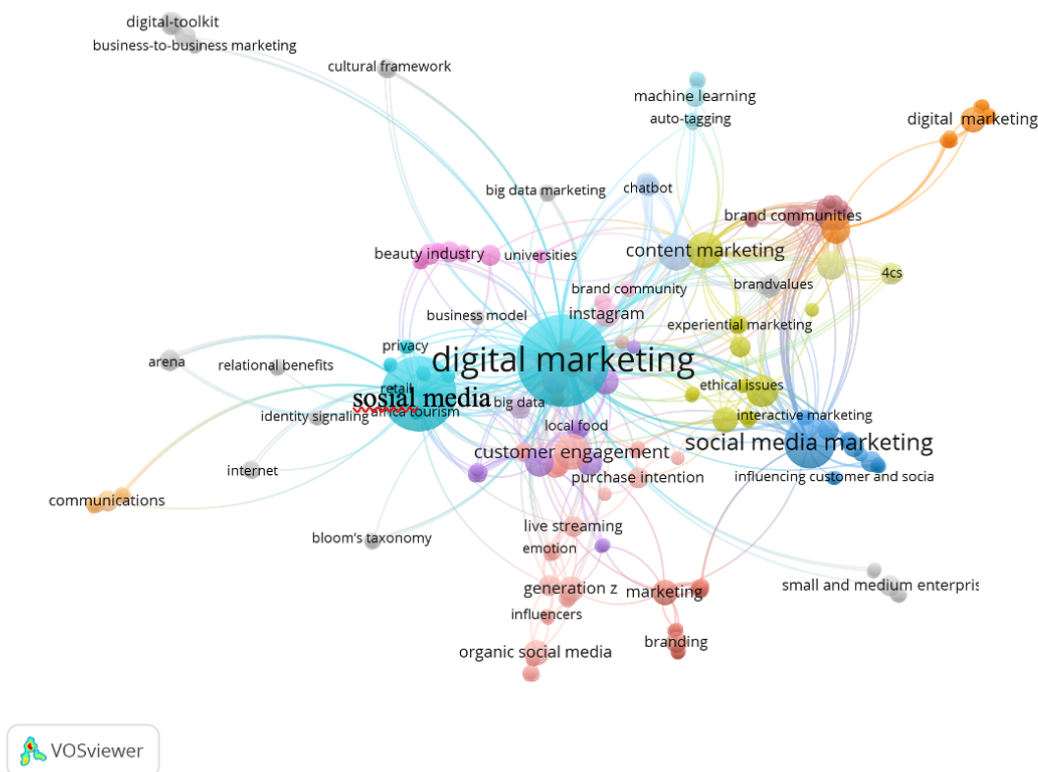 digital-toolkit
business-to-business marketing
cultural framework
machine learning
auto-tagging
digital marketing
big data marketing
chatbot
brand communities
beauty industry
universities
content marketing
4cs
brand community
brandvalues
business model
instagram
experiential marketing
privacy
digital marketing
arena
relational benefits
retail
sosial media
big data
ethical issues
identity signaling
tourism
local food
interactive marketing
social media marketing
customer engagement
internet
purchase intention
influencing customer and socia
communications
live streaming
bloom's taxonomy
emotion
generation z
marketing
small and medium enterpris
influencers
organic social media
branding
VOSviewer